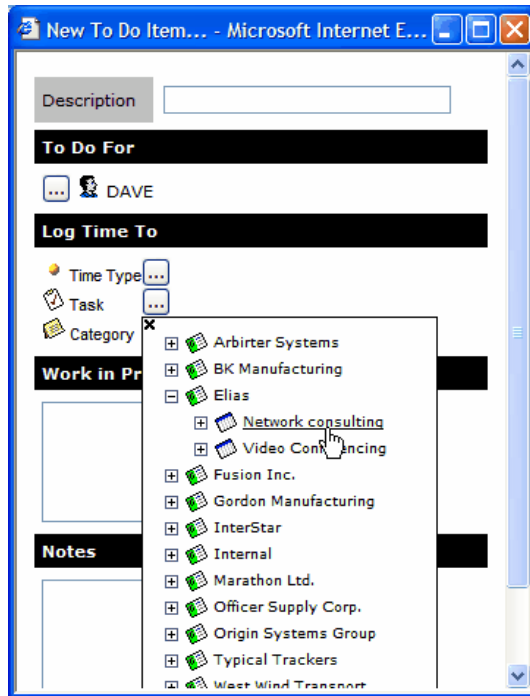 New To Do Item... - Microsoft Internet E...
Description
To Do For
... DAVE
Log Time To
Time Type ...
Task ...
Category
Arbirter Systems
BK Manufacturing
Work in Pr
Elias
Network consulting
Video Conferencing
Fusion Inc.
Gordon Manufacturing
InterStar
Notes
Internal
Marathon Ltd.
Officer Supply Corp.
Origin Systems Group
Typical Trackers
West Wind Transport